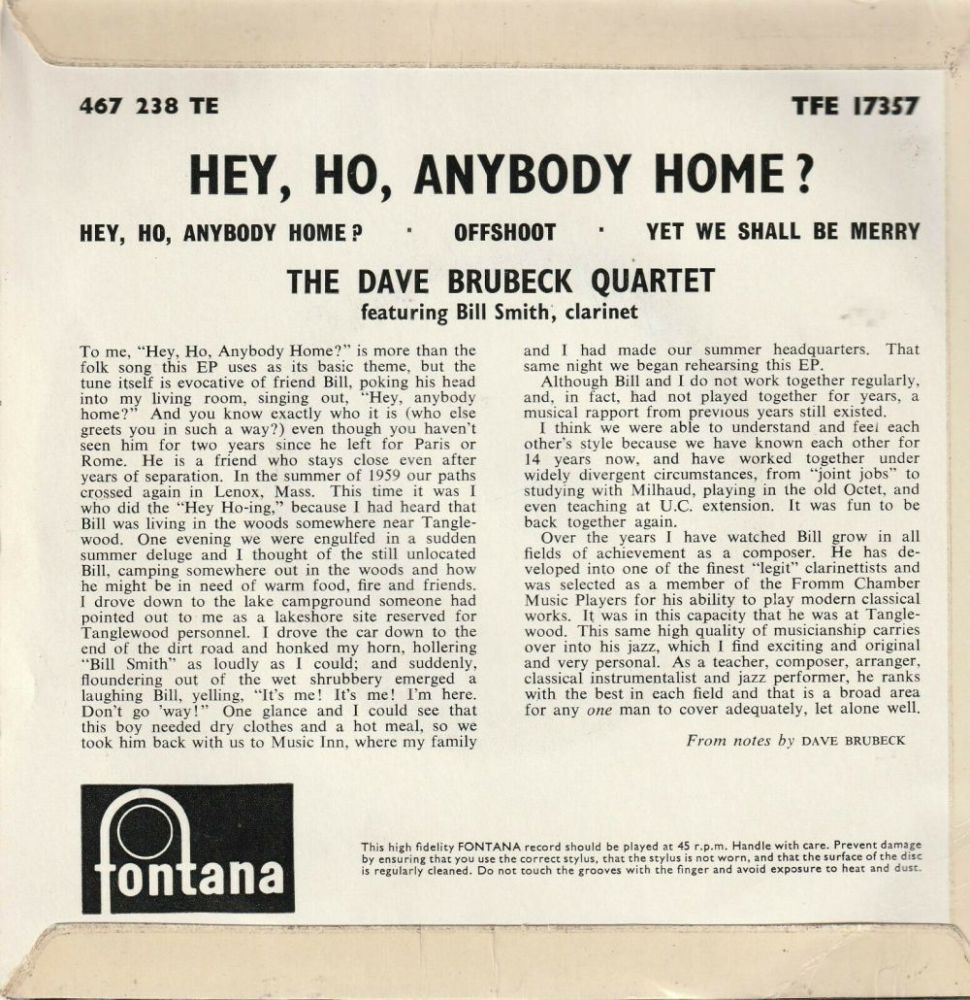 467 238 TE
TFE 17357
HEY, HO, ANYBODY HOME?
HEY, HO, ANYBODY HOME? · OFFSHOOT · YET WE SHALL BE MERRY
THE DAVE BRUBECK QUARTET
featuring Bill Smith, clarinet
To me, “Hey, Ho, Anybody Home?” is more than the
folk song this EP uses as its basic theme, but the
tune itself is evocative of friend Bill, poking his head
into my living room, singing out, “Hey, anybody
home?” And you know exactly who it is (who else
greets you in such a way?) even though you haven't
seen him for two years since he left for Paris or
Rome. He is a friend who stays close even after
years of separation. In the summer of 1959 our paths
crossed again in Lenox, Mass. This time it was I
who did the “Hey Ho-ing,” because I had heard that
Bill was living in the woods somewhere near Tangle-
wood. One evening we were engulfed in a sudden
summer deluge and I thought of the still unlocated
Bill, camping somewhere out in the woods and how
he might be in need of warm food, fire and friends.
I drove down to the lake campground someone had
pointed out to me as a lakeshore site reserved for
Tanglewood personnel. I drove the car down to the
end of the dirt road and honked my horn, hollering
“Bill Smith” as loudly as I could; and suddenly,
floundering out of the wet shrubbery emerged a
laughing Bill, yelling, “It's me! It's me! I'm here.
Don't go 'way!” One glance and I could see that
this boy needed dry clothes and a hot meal, so we
took him back with us to Music Inn, where my family
and I had made our summer headquarters. That
same night we began rehearsing this EP.
Although Bill and I do not work together regularly,
and, in fact, had not played together for years, a
musical rapport from previous years still existed.
I think we were able to understand and feel each
other's style because we have known each other for
14 years now, and have worked together under
widely divergent circumstances, from “joint jobs” to
studying with Milhaud, playing in the old Octet, and
even teaching at U.C. extension. It was fun to be
back together again.
Over the years I have watched Bill grow in all
fields of achievement as a composer. He has de-
veloped into one of the finest “legit” clarinettists and
was selected as a member of the Fromm Chamber
Music Players for his ability to play modern classical
works. It was in this capacity that he was at Tangle-
wood. This same high quality of musicianship carries
over into his jazz, which I find exciting and original
and very personal. As a teacher, composer, arranger,
classical instrumentalist and jazz performer, he ranks
with the best in each field and that is a broad area
for any one man to cover adequately, let alone well.
From notes by DAVE BRUBECK
fontana
This high fidelity FONTANA record should be played at 45 r.p.m. Handle with care. Prevent damage
by ensuring that you use the correct stylus, that the stylus is not worn, and that the surface of the disc
is regularly cleaned. Do not touch the grooves with the finger and avoid exposure to heat and dust.